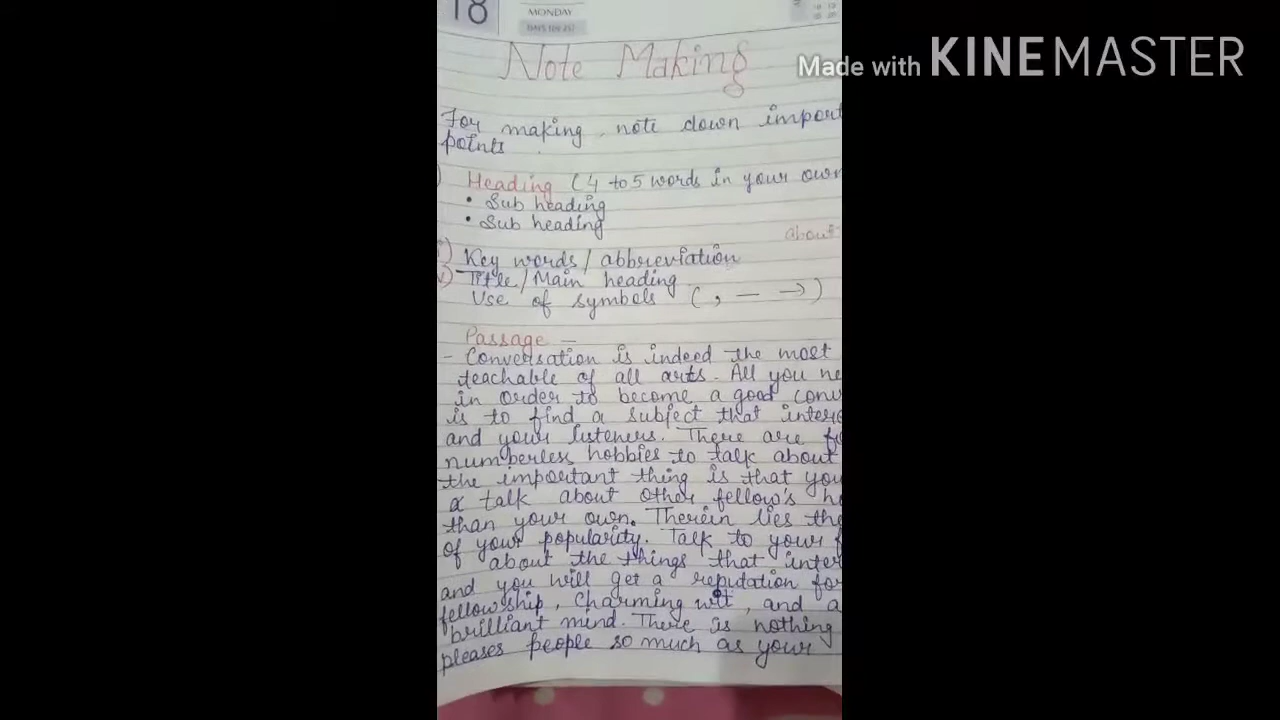 18
MONDAY
Made with KINEMASTER
Note Making
For making, note down import
points
Heading (4 to 5 words in your own
• Sub heading
• Sub heading
about
Key words / abbreviation
Title / Main heading
Use of symbols ( , — → )
Passage –
- Conversation is indeed the most
teachable of all arts. All you ne
in order to become a good conv
is to find a subject that intere
and your listeners. There are
numberless hobbies to talk about
the important thing is that you
talk about other fellow's ho
than your own. Therein lies the
of your popularity. Talk to your f
about the things that inter
and you will get a reputation for
fellowship, charming wit, and a
brilliant mind. There is nothing
pleases people so much as your